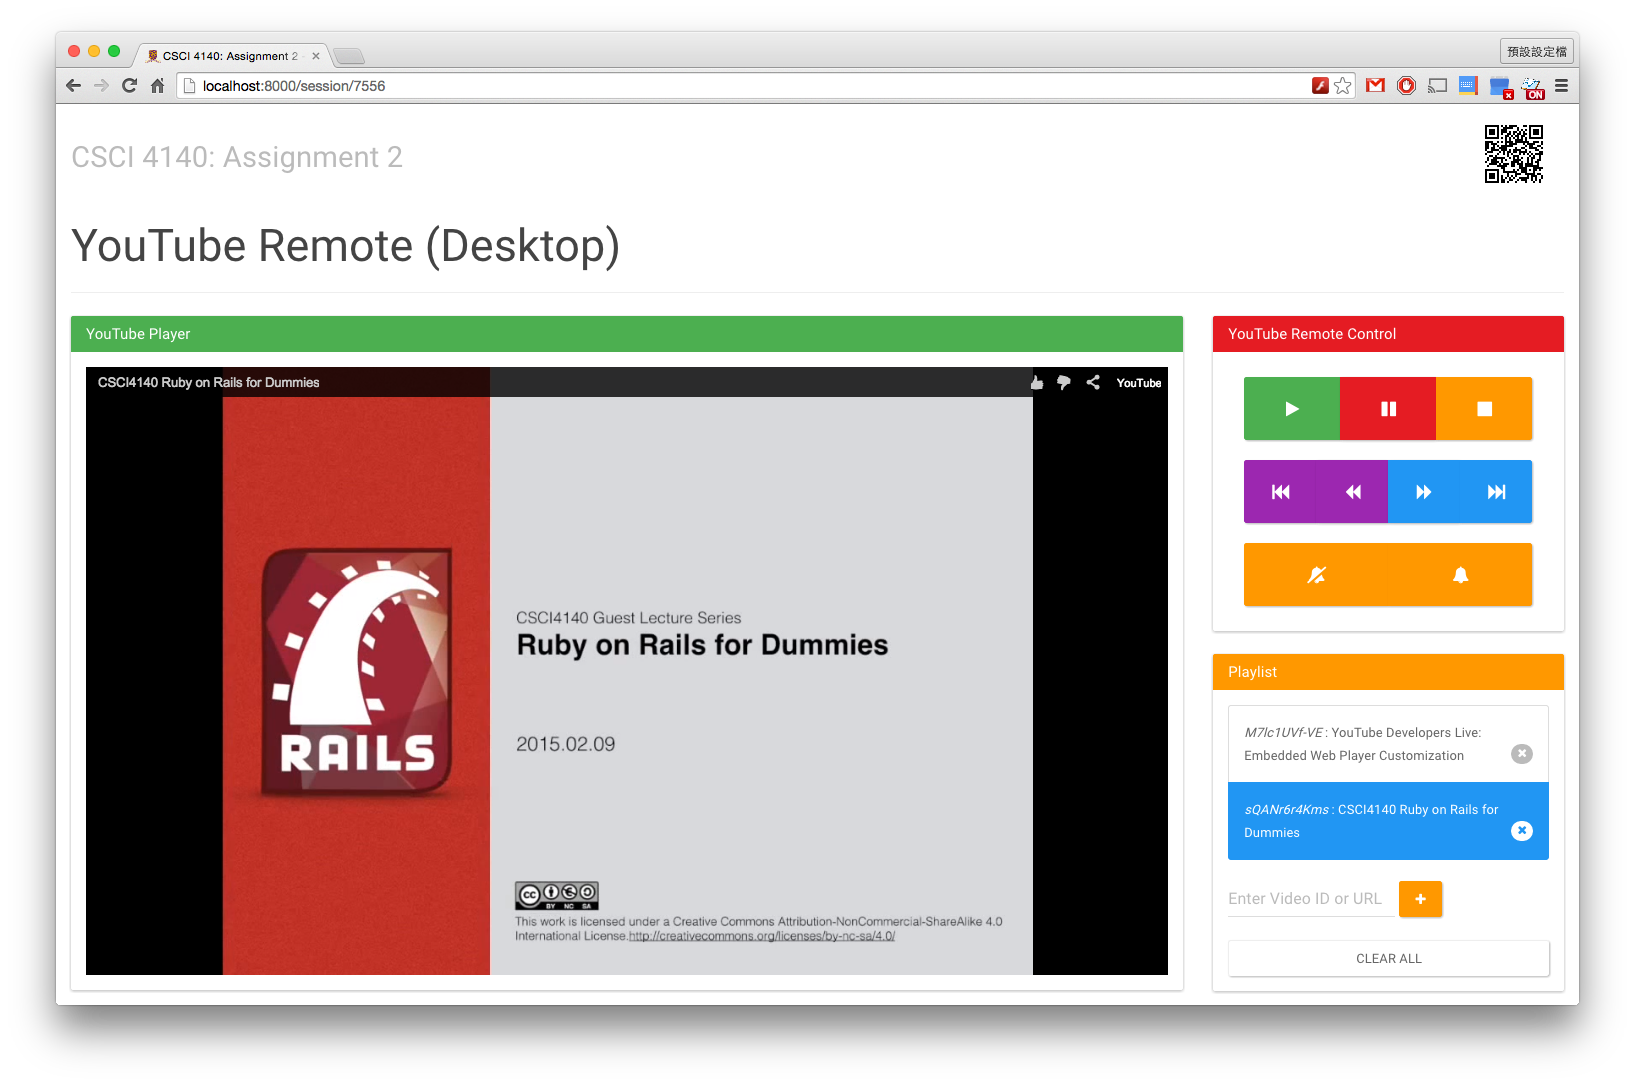 CSCI 4140: Assignment 2
預設設定檔
localhost:8000/session/7556
ON
CSCI 4140: Assignment 2
YouTube Remote (Desktop)
YouTube Player
CSCI4140 Ruby on Rails for Dummies
YouTube
RAILS
CSCI4140 Guest Lecture Series
Ruby on Rails for Dummies
2015.02.09
CC BY NC SA
This work is licensed under a Creative Commons Attribution-NonCommercial-ShareAlike 4.0
International License.http://creativecommons.org/licenses/by-nc-sa/4.0/
YouTube Remote Control
Playlist
M7lc1UVf-VE : YouTube Developers Live:
Embedded Web Player Customization
sQANr6r4Kms : CSCI4140 Ruby on Rails for
Dummies
Enter Video ID or URL
CLEAR ALL